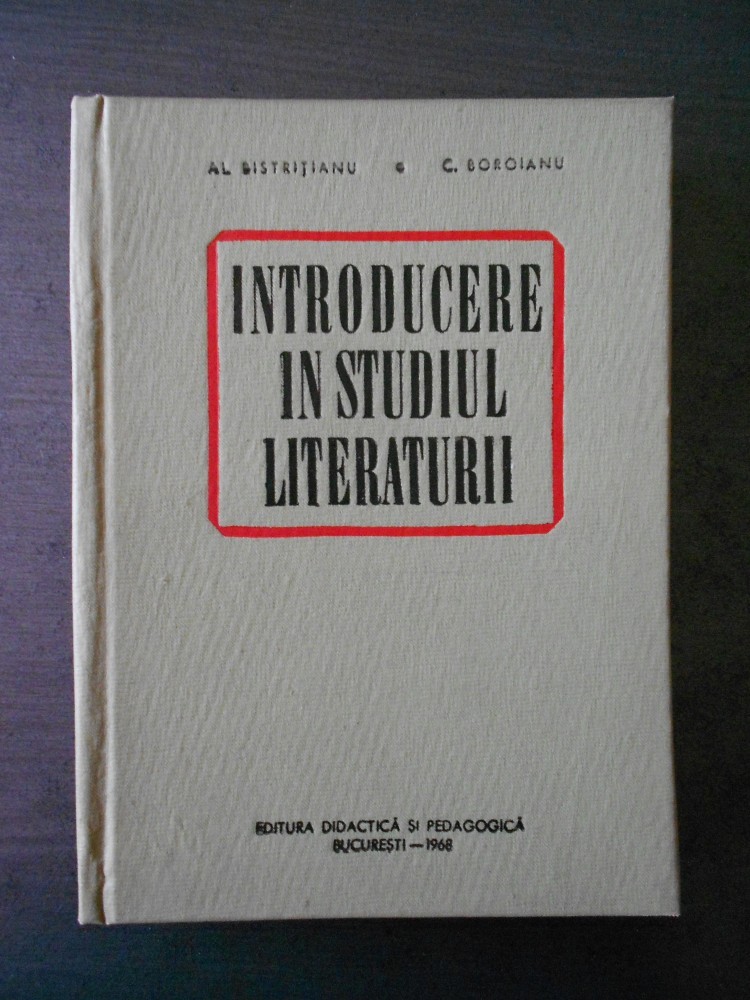 AL BISTRIȚIANU • C. BOROIANU
INTRODUCERE
IN STUDIUL
LITERATURII
EDITURA DIDACTICĂ ȘI PEDAGOGICĂ
BUCUREȘTI — 1968